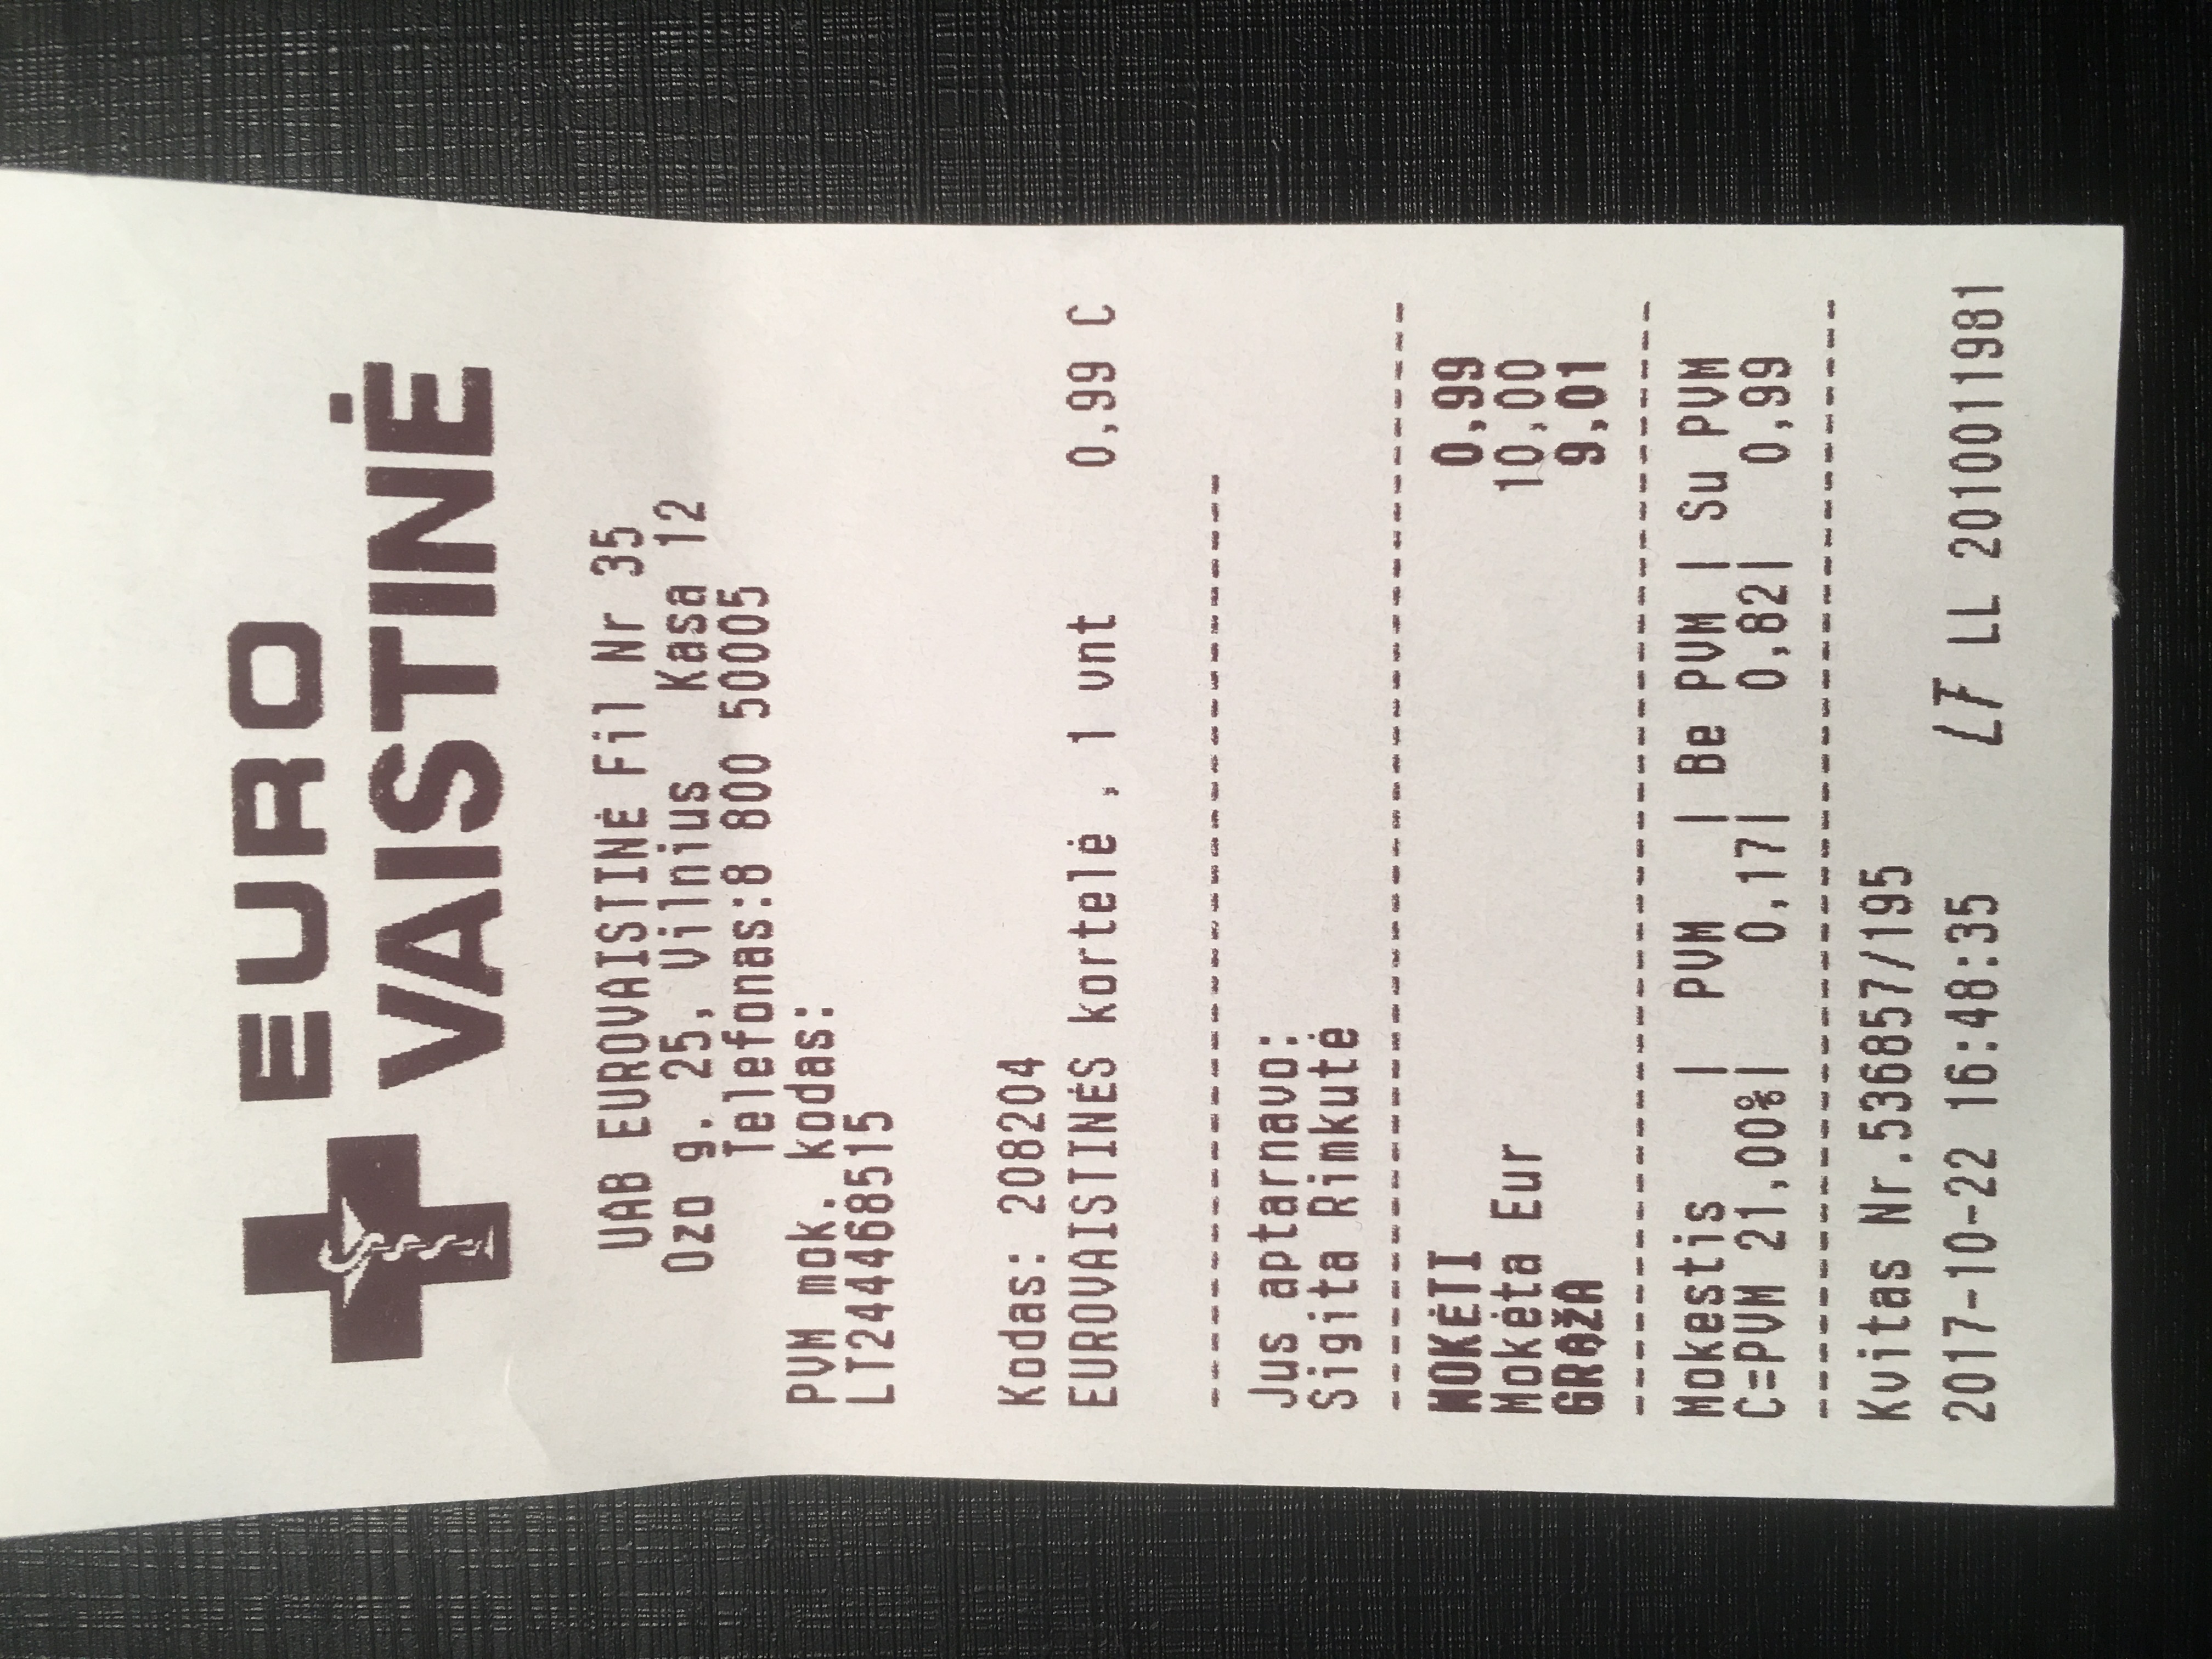 EURO
VAISTINĖ
UAB EUROVAISTINĖ Fil Nr 35
Ozo g. 25, Vilnius Kasa 12
Telefonas:8 800 50005
PVM mok. kodas:
LT244468515
Kodas: 208204
EUROVAISTINĖS kortelė , 1 vnt 0,99 C
--------------------------------
Jus aptarnavo:
Sigita Rimkutė
--------------------------------
MOKĖTI 0,99
Mokėta Eur 10,00
GRĄŽA 9,01
--------------------------------
Mokestis | PVM | Be PVM | Su PVM
C=PVM 21,00%| 0,17| 0,82| 0,99
--------------------------------
Kvitas Nr.536857/195
2017-10-22 16:48:35 LF LL 2010011981